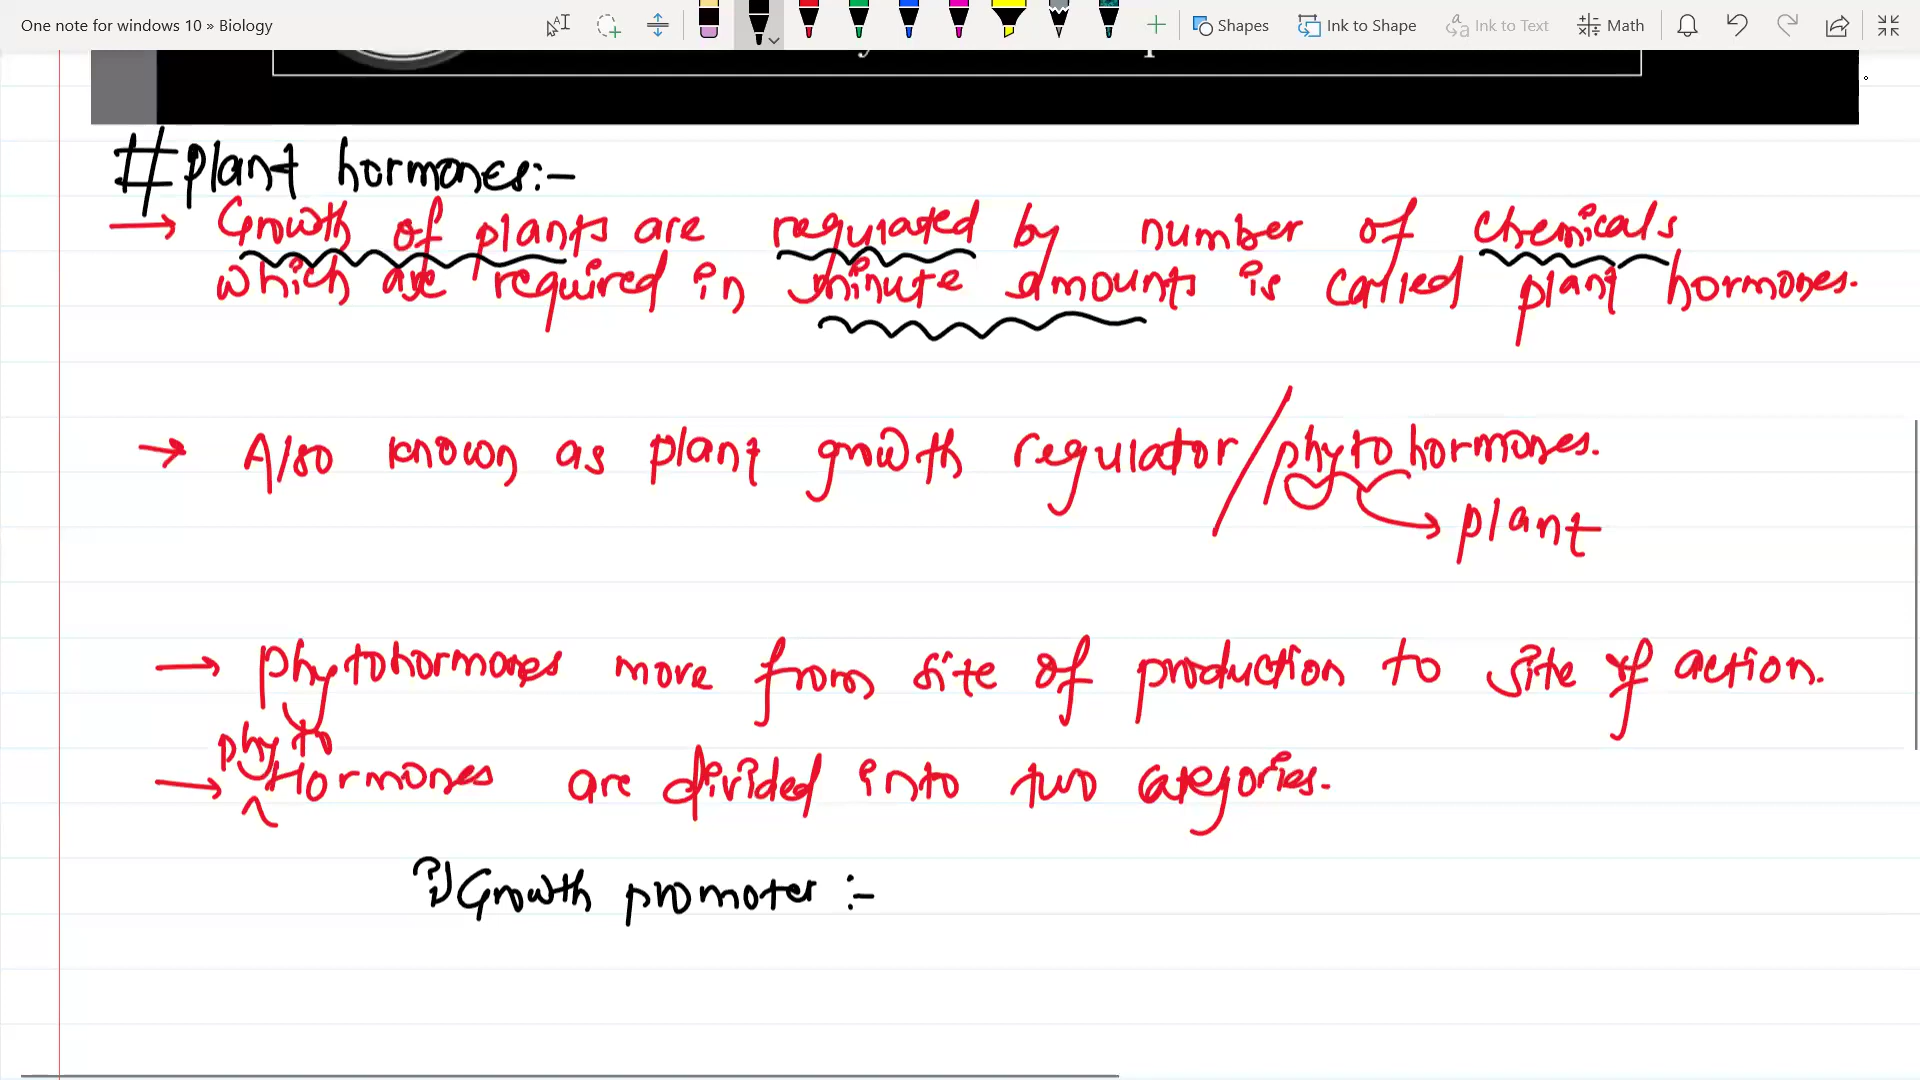 One note for windows 10 » Biology
Shapes
Ink to Shape
Ink to Text
Math
# plant hormones:-
→ Growth of plants are regulated by number of chemicals
which are required in minute amounts is called plant hormones.
→ Also known as plant growth regulator/phytohormones.
→ plant
→ phytohormones move from site of production to site of action.
phyto
→ Hormones are divided into two categories.
i) Growth promoter :-